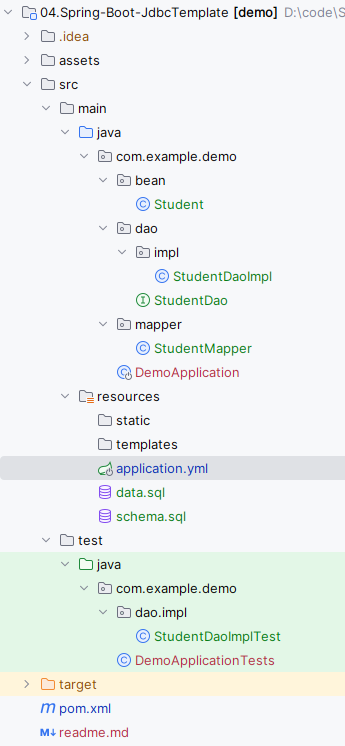 04.Spring-Boot-JdbcTemplate [demo] D:\code\S
.idea
assets
src
main
java
com.example.demo
bean
Student
dao
impl
StudentDaoImpl
StudentDao
mapper
StudentMapper
DemoApplication
resources
static
templates
application.yml
data.sql
schema.sql
test
java
com.example.demo
dao.impl
StudentDaoImplTest
DemoApplicationTests
target
pom.xml
readme.md